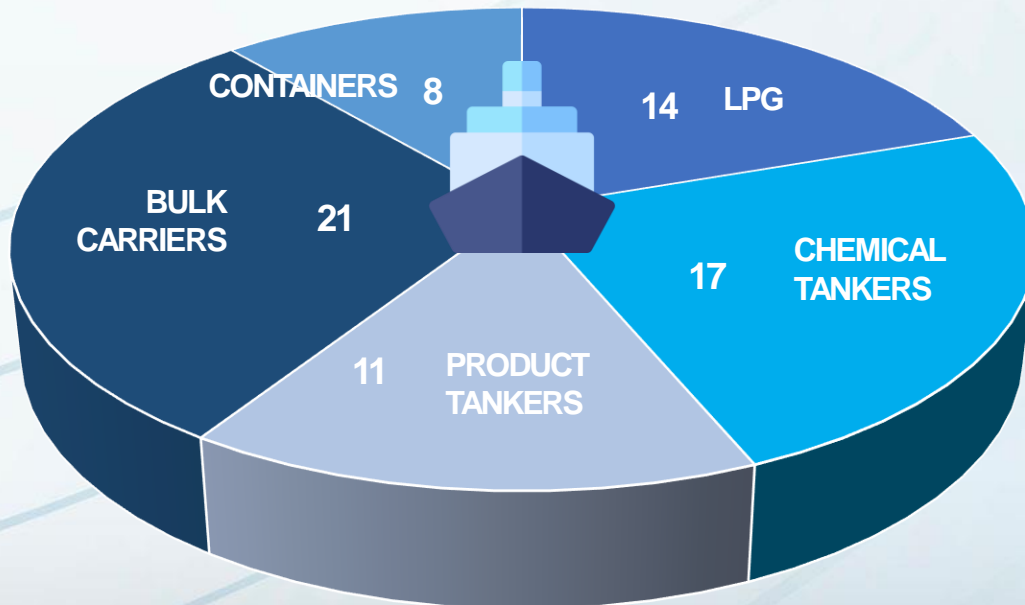 CONTAINERS 8
14 LPG
BULK
CARRIERS
21
CHEMICAL
TANKERS
17
PRODUCT
TANKERS
11